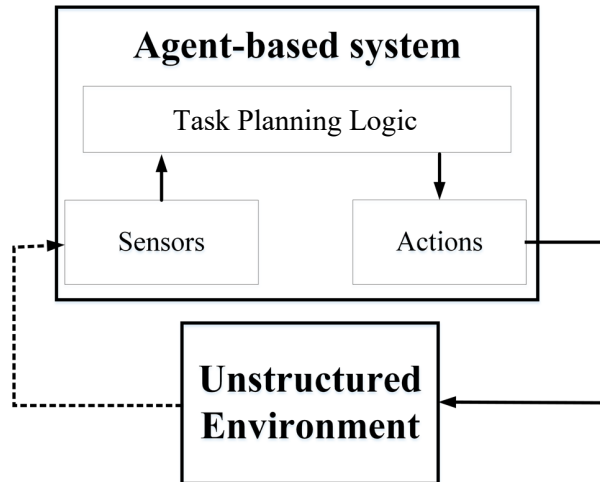 Agent-based system
Task Planning Logic
Sensors
Actions
Unstructured
Environment